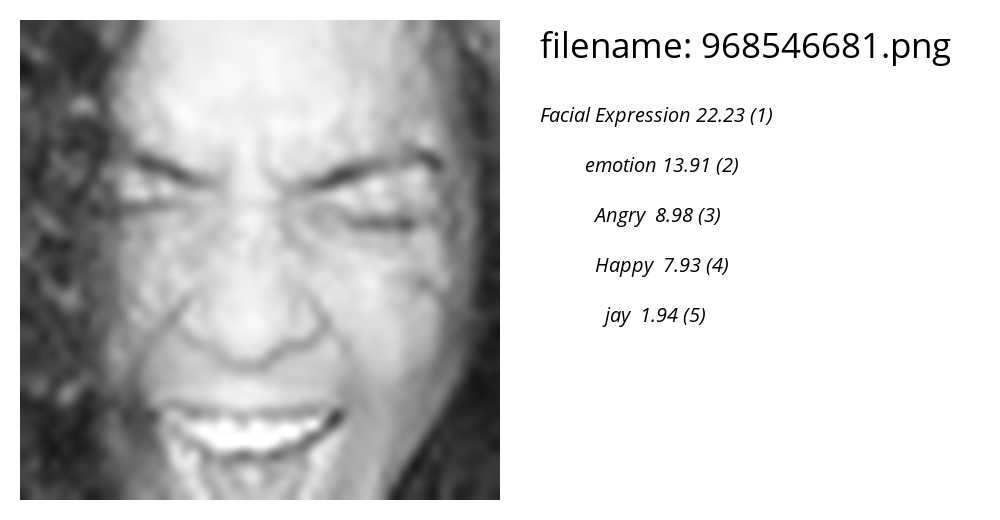 filename: 968546681.png
Facial Expression 22.23 (1)
emotion 13.91 (2)
Angry 8.98 (3)
Happy 7.93 (4)
jay 1.94 (5)